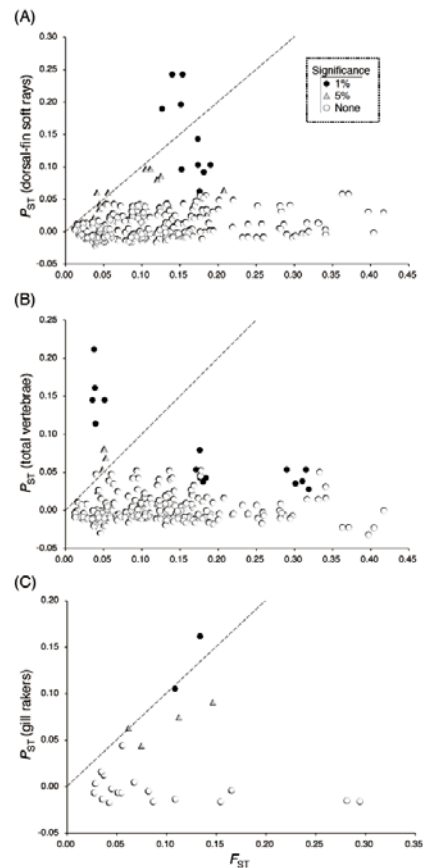 (A)
0.30
0.25
0.20
0.15
0.10
0.05
0.00
-0.05
P_ST (dorsal-fin soft rays)
Significance
1%
5%
None
0.00 0.05 0.10 0.15 0.20 0.25 0.30 0.35 0.40 0.45
(B)
0.25
0.20
0.15
0.10
0.05
0.00
-0.05
P_ST (total vertebrae)
0.00 0.05 0.10 0.15 0.20 0.25 0.30 0.35 0.40 0.45
(C)
0.20
0.15
0.10
0.05
0.00
-0.05
P_ST (gill rakers)
0.00 0.05 0.10 0.15 0.20 0.25 0.30 0.35
F_ST